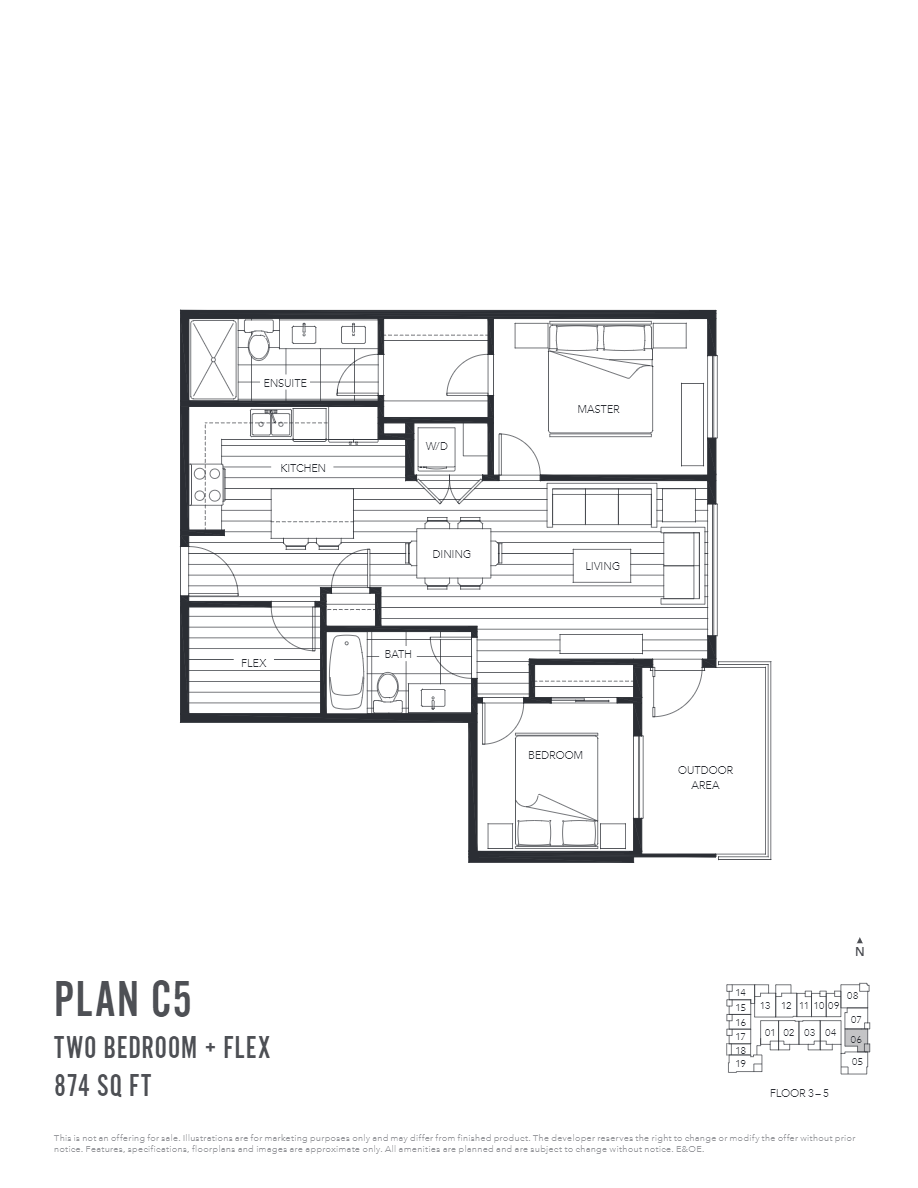 ENSUITE
MASTER
W/D
KITCHEN
DINING
LIVING
BATH
FLEX
BEDROOM
OUTDOOR
AREA
N
PLAN C5
TWO BEDROOM + FLEX
874 SQ FT
14
15
16
17
18
19
13
12
11
10
09
08
07
01
02
03
04
06
05
FLOOR 3–5
This is not an offering for sale. Illustrations are for marketing purposes only and may differ from finished product. The developer reserves the right to change or modify the offer without prior
notice. Features, specifications, floorplans and images are approximate only. All amenities are planned and are subject to change without notice. E&OE.